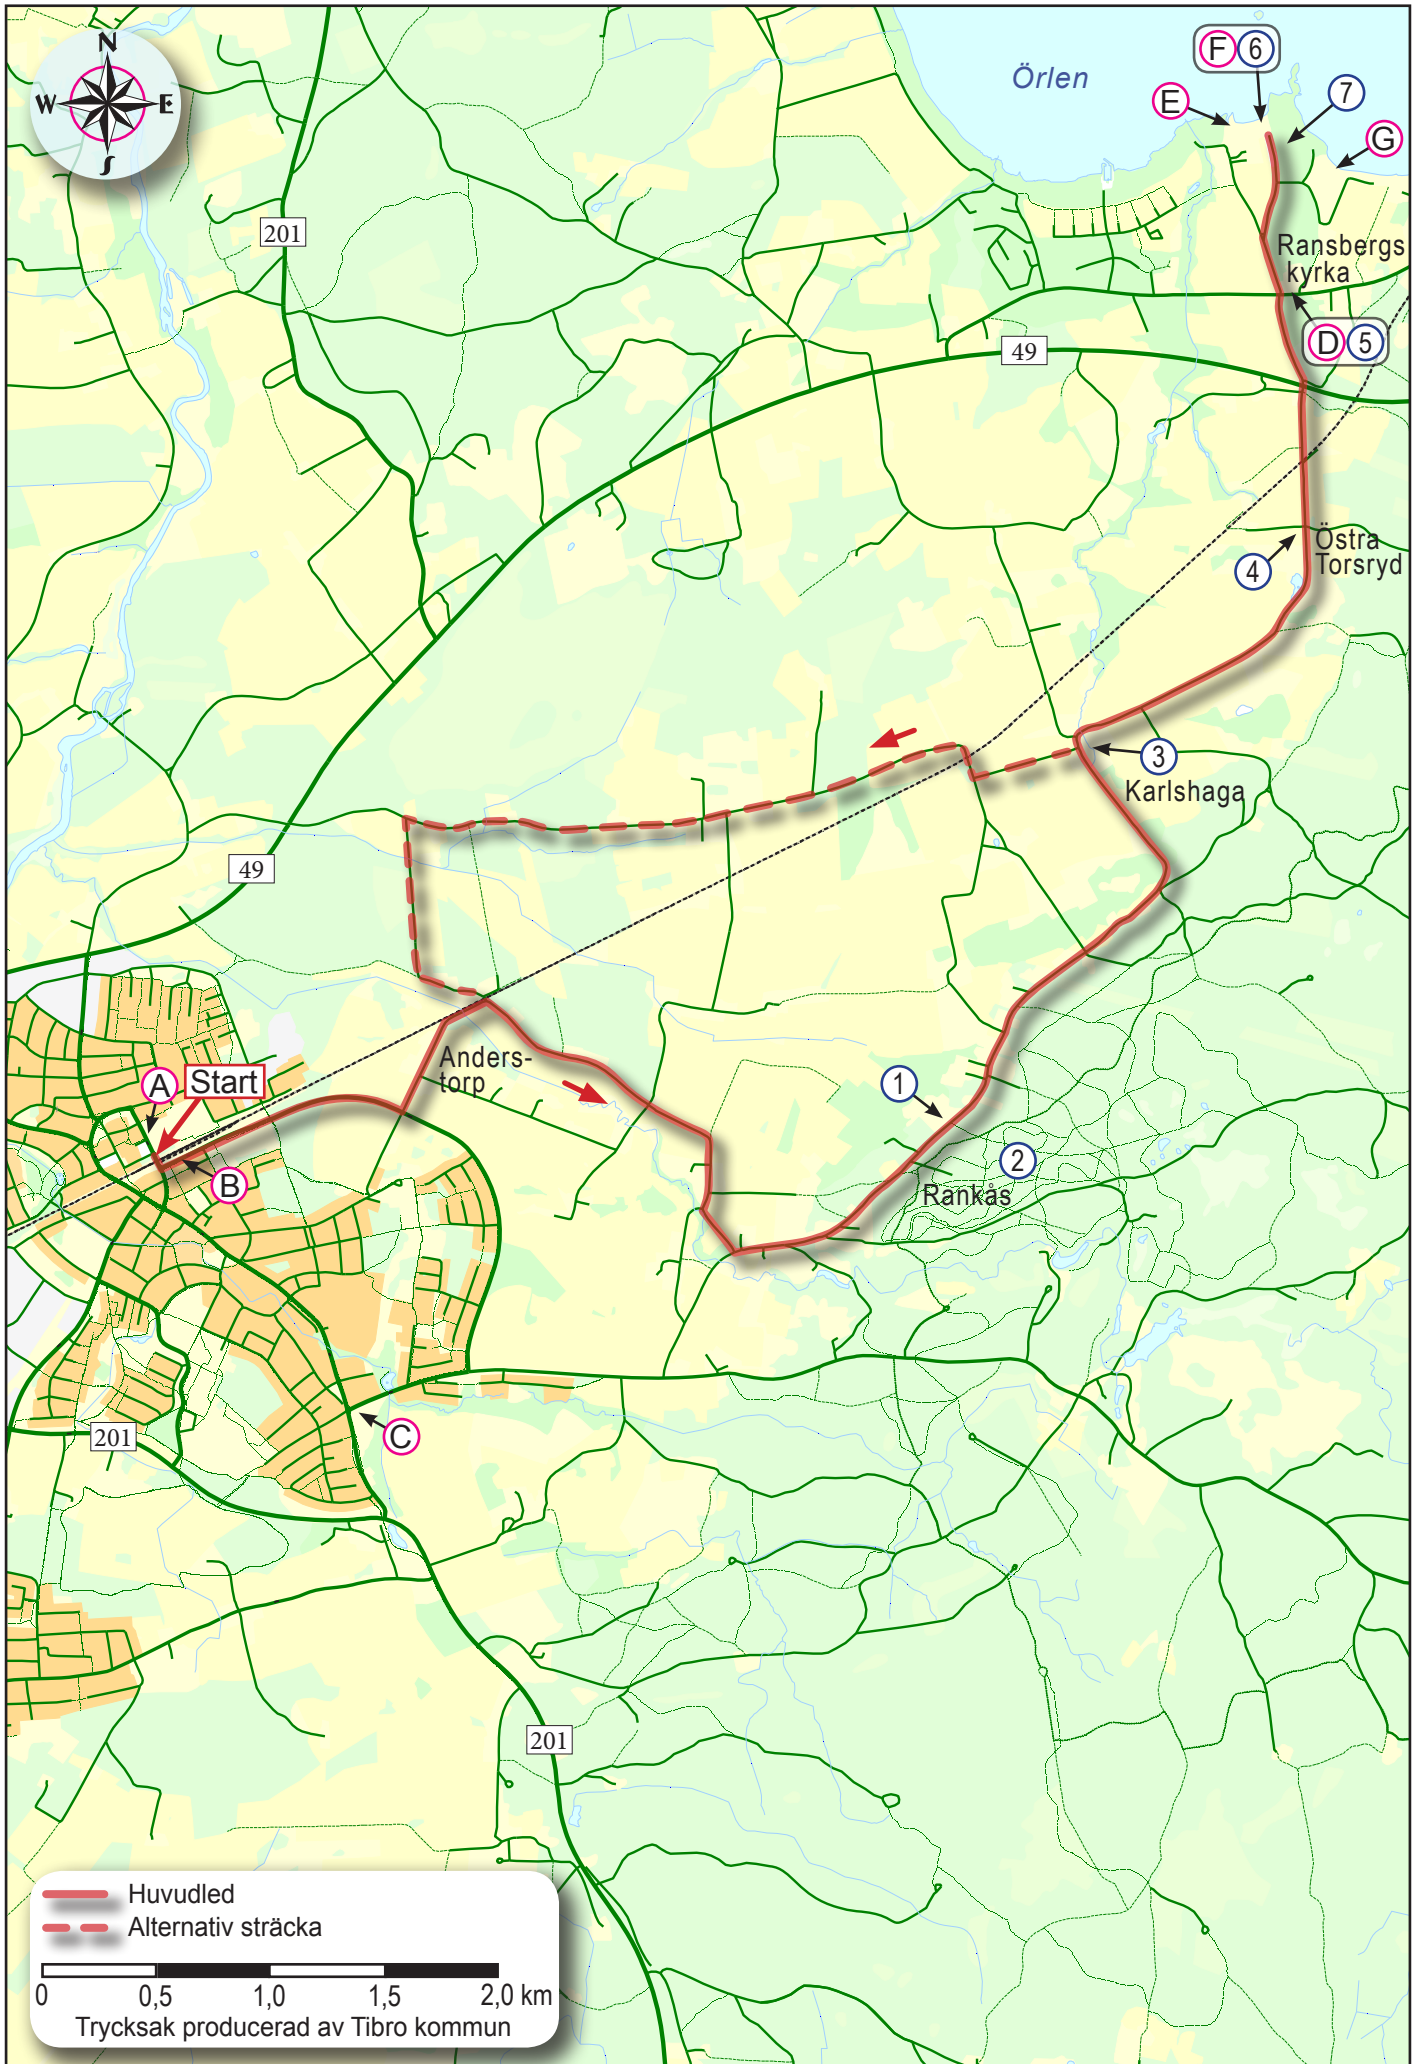 N
W E
S
Örlen
F 6
E
7
G
201
Ransbergs
kyrka
D 5
49
4
Östra
Torsryd
3
Karlshaga
49
Anders-
torp
A
Start
1
2
B
Rankås
C
201
201
Huvudled
Alternativ sträcka
0 0,5 1,0 1,5 2,0 km
Trycksak producerad av Tibro kommun